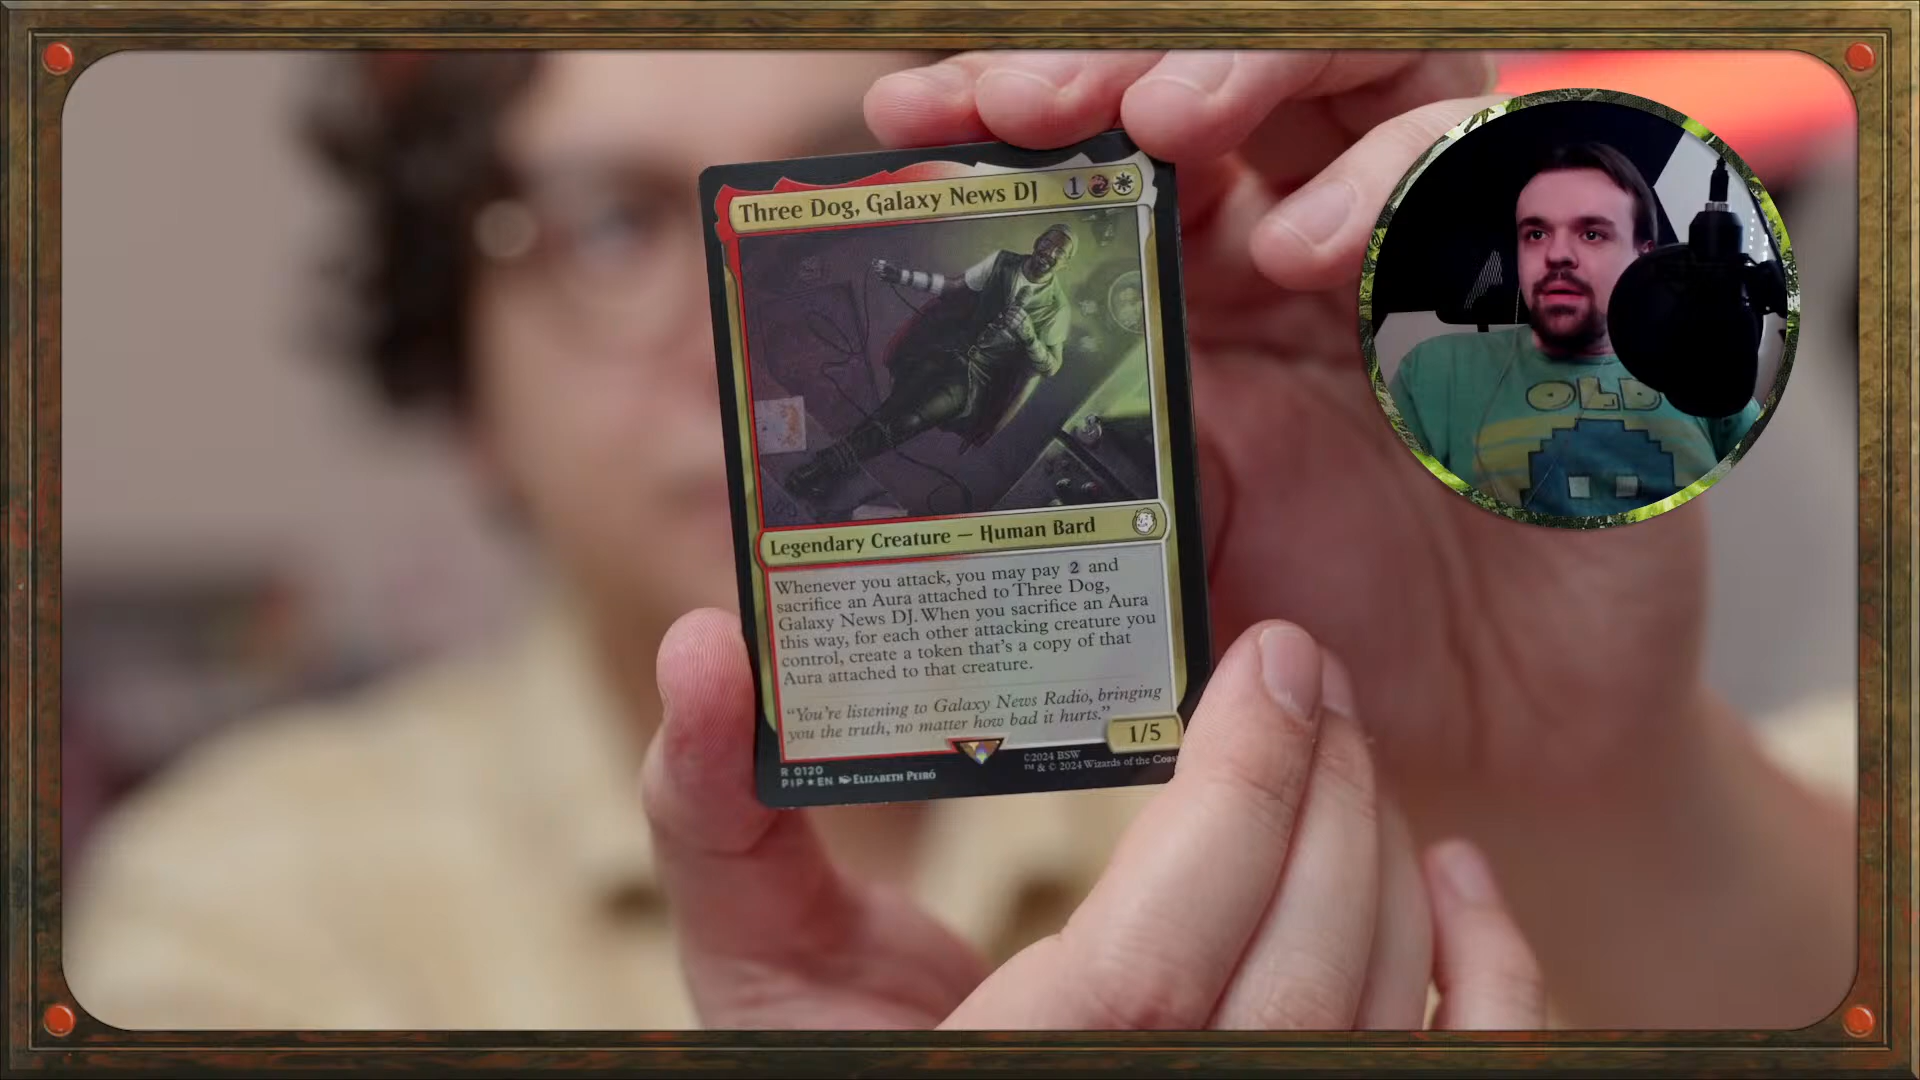 Three Dog, Galaxy News DJ 1
Legendary Creature — Human Bard
Whenever you attack, you may pay 2 and
sacrifice an Aura attached to Three Dog,
Galaxy News DJ. When you sacrifice an Aura
this way, for each other attacking creature you
control, create a token that's a copy of that
Aura attached to that creature.
"You're listening to Galaxy News Radio, bringing
you the truth, no matter how bad it hurts."
1/5
R 0120
PIP★EN ELIZABETH PEIRÓ
©2024 BSW
™ & © 2024 Wizards of the Coas
OLD